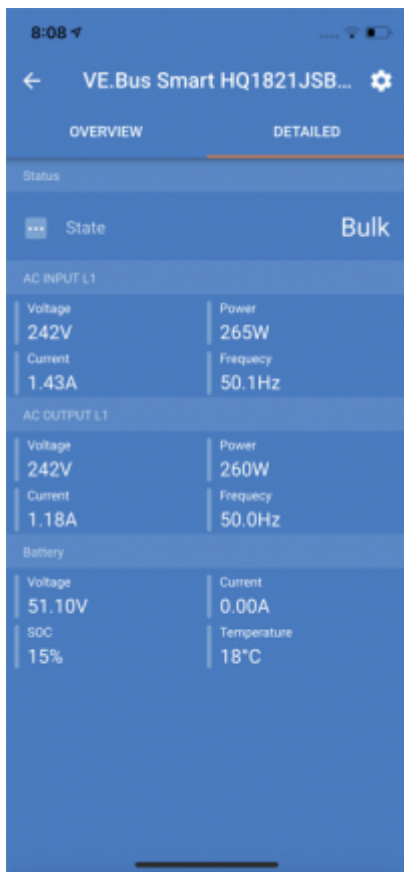 8:08
VE.Bus Smart HQ1821JSB...
OVERVIEW DETAILED
Status
State Bulk
AC INPUT L1
Voltage Power
242V 265W
Current Frequecy
1.43A 50.1Hz
AC OUTPUT L1
Voltage Power
242V 260W
Current Frequecy
1.18A 50.0Hz
Battery
Voltage Current
51.10V 0.00A
SOC Temperature
15% 18°C